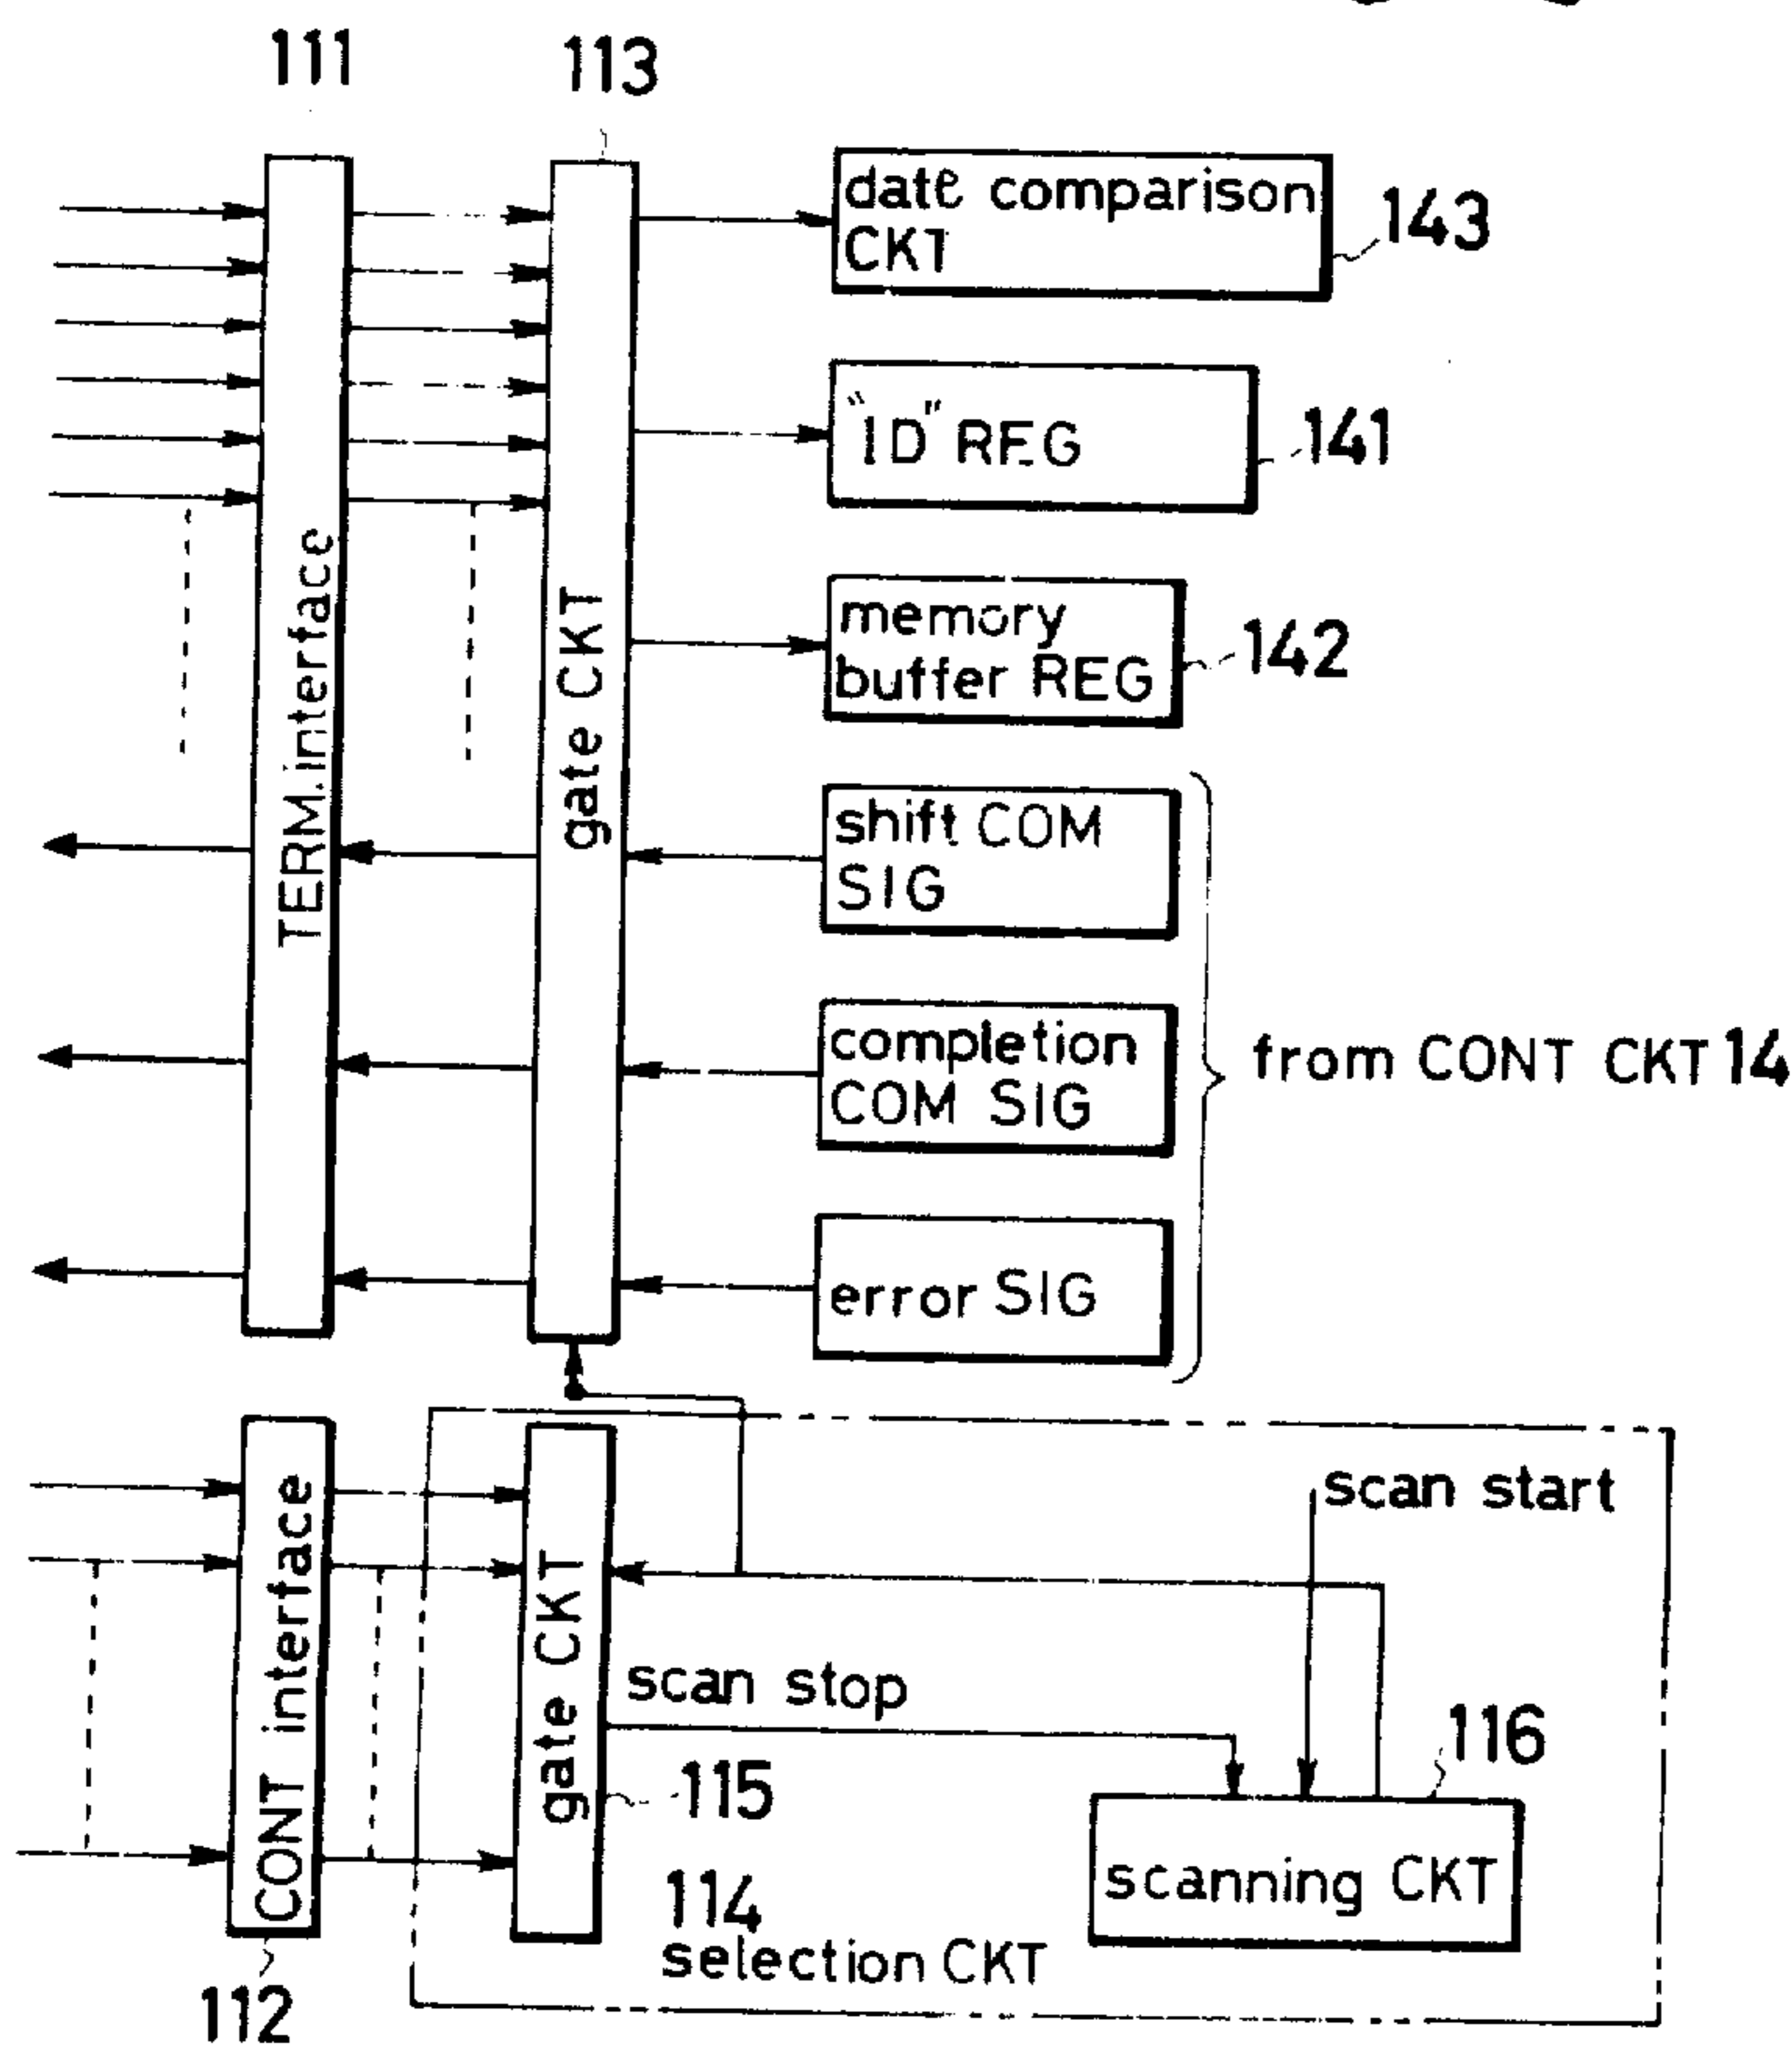 111
113
date comparison
CKT
143
"ID" REG
141
memory
buffer REG
142
TERM.interface
gate CKT
shift COM
SIG
completion
COM SIG
from CONT CKT 14
error SIG
CONT interface
gate CKT
scan start
scan stop
115
116
114
selection CKT
scanning CKT
112